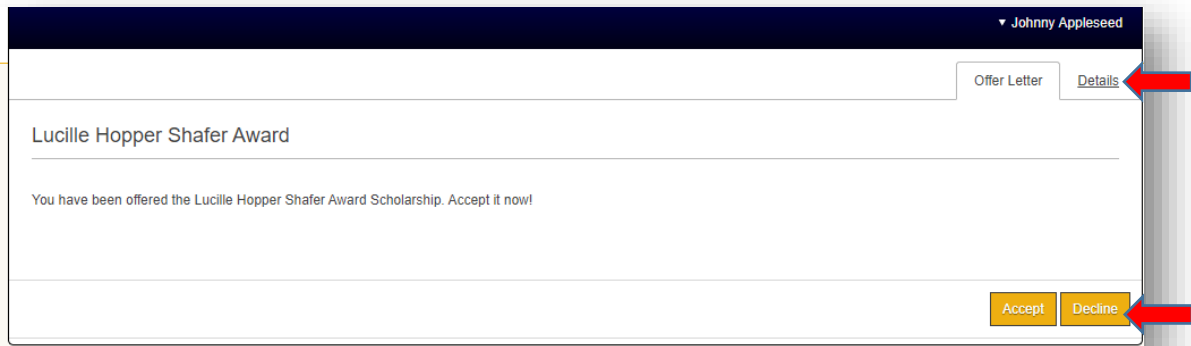 ▾ Johnny Appleseed
Offer Letter Details
Lucille Hopper Shafer Award
You have been offered the Lucille Hopper Shafer Award Scholarship. Accept it now!
Accept Decline